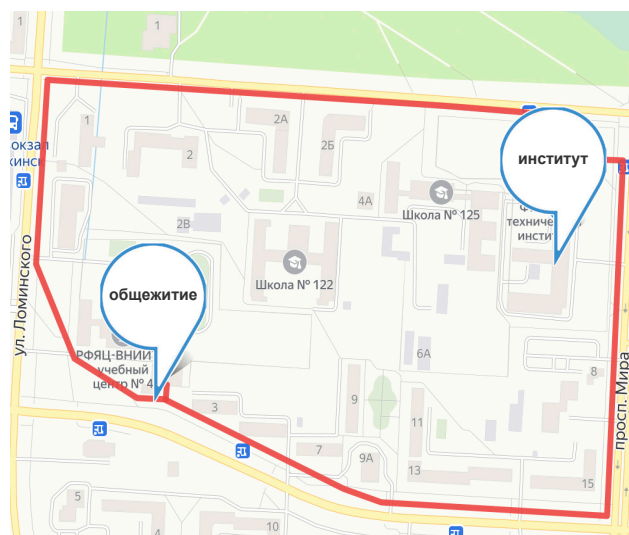 1
1
1
2А
2Б
2
институт
окзал
кинск
4А
Школа № 125
Ф
техниче
инсти
2В
Школа № 122
общежитие
ул. Ломинского
РФЯЦ-ВНИИ
учебный
центр № 4
6А
8
просп. Мира
3
9
11
7
9А
13
15
5
10